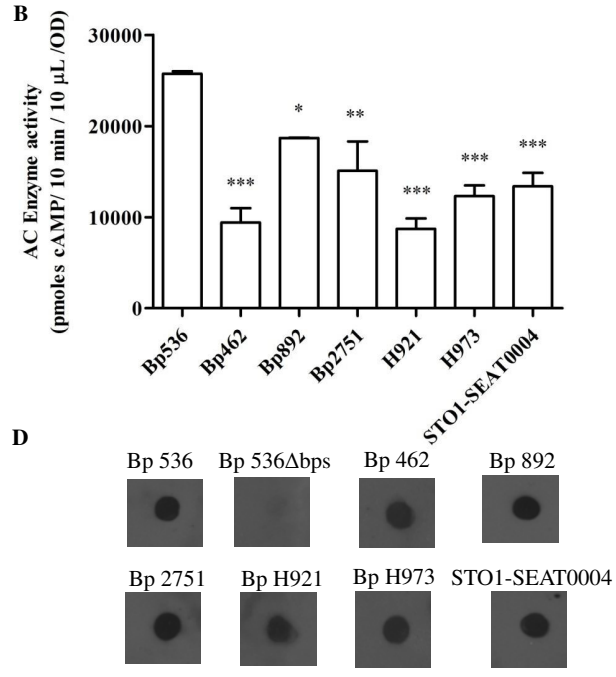 B
AC Enzyme activity
(pmoles cAMP/ 10 min / 10 µL /OD)
30000
20000
10000
0
*
**
***
***
***
***
Bp536
Bp462
Bp892
Bp2751
H921
H973
STO1-SEAT0004
D
Bp 536 Bp 536Δbps Bp 462 Bp 892
Bp 2751 Bp H921 Bp H973 STO1-SEAT0004